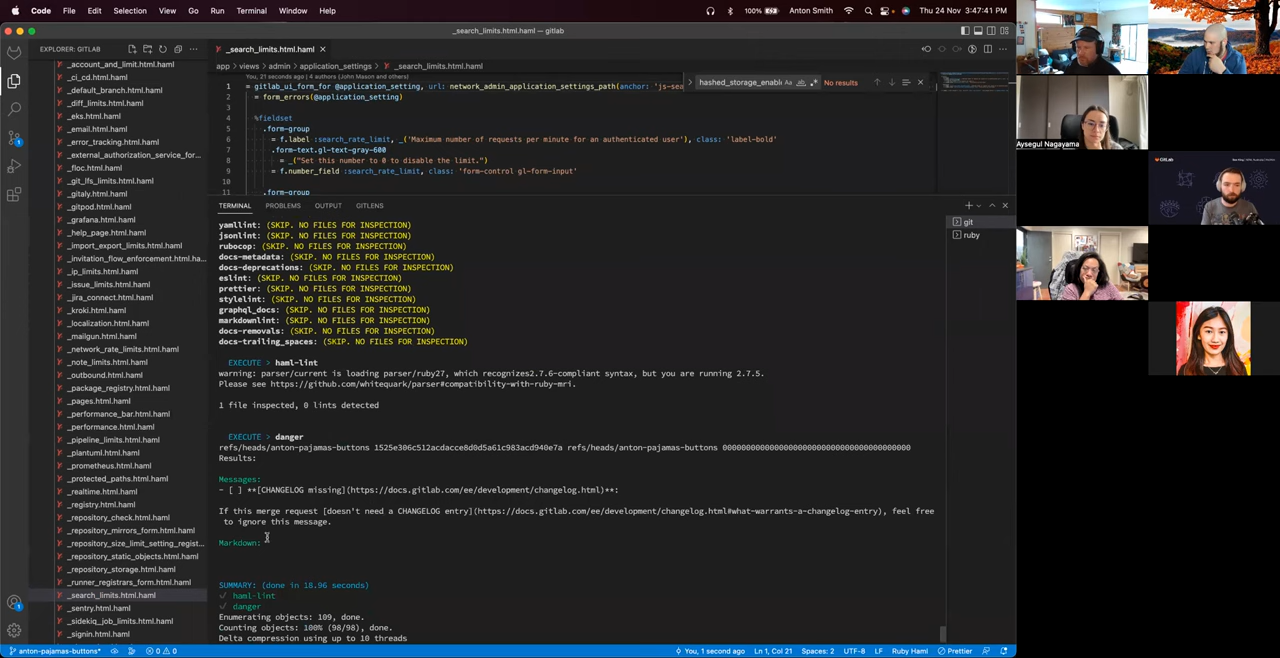 Code File Edit Selection View Go Run Terminal Window Help 100% Anton Smith Thu 24 Nov 3:47:41 PM
_search_limits.html.haml — gitlab
EXPLORER: GITLAB
_search_limits.html.haml
app > views > admin > application_settings > _search_limits.html.haml
You, 21 seconds ago | 4 authors (John Mason and others)
hashed_storage_enable Aa No results
1 = gitlab_ui_form_for @application_setting, url: network_admin_application_settings_path(anchor: 'js-sea
2 = form_errors(@application_setting)
3
4 %fieldset
5 .form-group
6 = f.label :search_rate_limit, _('Maximum number of requests per minute for an authenticated user'), class: 'label-bold'
7 .form-text.gl-text-gray-600
8 = _("Set this number to 0 to disable the limit.")
9 = f.number_field :search_rate_limit, class: 'form-control gl-form-input'
10
11 .form-group
_account_and_limit.html.haml
_ci_cd.html.haml
_default_branch.html.haml
_diff_limits.html.haml
_eks.html.haml
_email.html.haml
_error_tracking.html.haml
_external_authorization_service_for...
_floc.html.haml
_git_lfs_limits.html.haml
_gitaly.html.haml
_gitpod.html.haml
_grafana.html.haml
_help_page.html.haml
_import_export_limits.html.haml
_invitation_flow_enforcement.html.ha...
_ip_limits.html.haml
_issue_limits.html.haml
_jira_connect.html.haml
_kroki.html.haml
_localization.html.haml
_mailgun.html.haml
_network_rate_limits.html.haml
_note_limits.html.haml
_outbound.html.haml
_package_registry.html.haml
_pages.html.haml
_performance_bar.html.haml
_performance.html.haml
_pipeline_limits.html.haml
_plantuml.html.haml
_prometheus.html.haml
_protected_paths.html.haml
_realtime.html.haml
_registry.html.haml
_repository_check.html.haml
_repository_mirrors_form.html.haml
_repository_size_limit_setting_regist...
_repository_static_objects.html.haml
_repository_storage.html.haml
_runner_registrars_form.html.haml
_search_limits.html.haml
_sentry.html.haml
_sidekiq_job_limits.html.haml
_signin.html.haml
TERMINAL PROBLEMS OUTPUT GITLENS
git
ruby
yamllint: (SKIP. NO FILES FOR INSPECTION)
jsonlint: (SKIP. NO FILES FOR INSPECTION)
rubocop: (SKIP. NO FILES FOR INSPECTION)
docs-metadata: (SKIP. NO FILES FOR INSPECTION)
docs-deprecations: (SKIP. NO FILES FOR INSPECTION)
eslint: (SKIP. NO FILES FOR INSPECTION)
prettier: (SKIP. NO FILES FOR INSPECTION)
stylelint: (SKIP. NO FILES FOR INSPECTION)
graphql_docs: (SKIP. NO FILES FOR INSPECTION)
markdownlint: (SKIP. NO FILES FOR INSPECTION)
docs-removals: (SKIP. NO FILES FOR INSPECTION)
docs-trailing_spaces: (SKIP. NO FILES FOR INSPECTION)
EXECUTE > haml-lint
warning: parser/current is loading parser/ruby27, which recognizes2.7.6-compliant syntax, but you are running 2.7.5.
Please see https://github.com/whitequark/parser#compatibility-with-ruby-mri.
1 file inspected, 0 lints detected
EXECUTE > danger
refs/heads/anton-pajamas-buttons 1525e306c512acdacce8d0d5a61c983acd940e7a refs/heads/anton-pajamas-buttons 0000000000000000000000000000000000000000
Results:
Messages:
- [ ] **[CHANGELOG missing](https://docs.gitlab.com/ee/development/changelog.html)**:
If this merge request [doesn't need a CHANGELOG entry](https://docs.gitlab.com/ee/development/changelog.html#what-warrants-a-changelog-entry), feel free
to ignore this message.
Markdown:
SUMMARY: (done in 18.96 seconds)
✓ haml-lint
✓ danger
Enumerating objects: 109, done.
Counting objects: 100% (98/98), done.
Delta compression using up to 10 threads
anton-pajamas-buttons* 0 0 You, 1 second ago Ln 1, Col 21 Spaces: 2 UTF-8 LF Ruby Haml Prettier
Aysegul Nagayama
GitLab